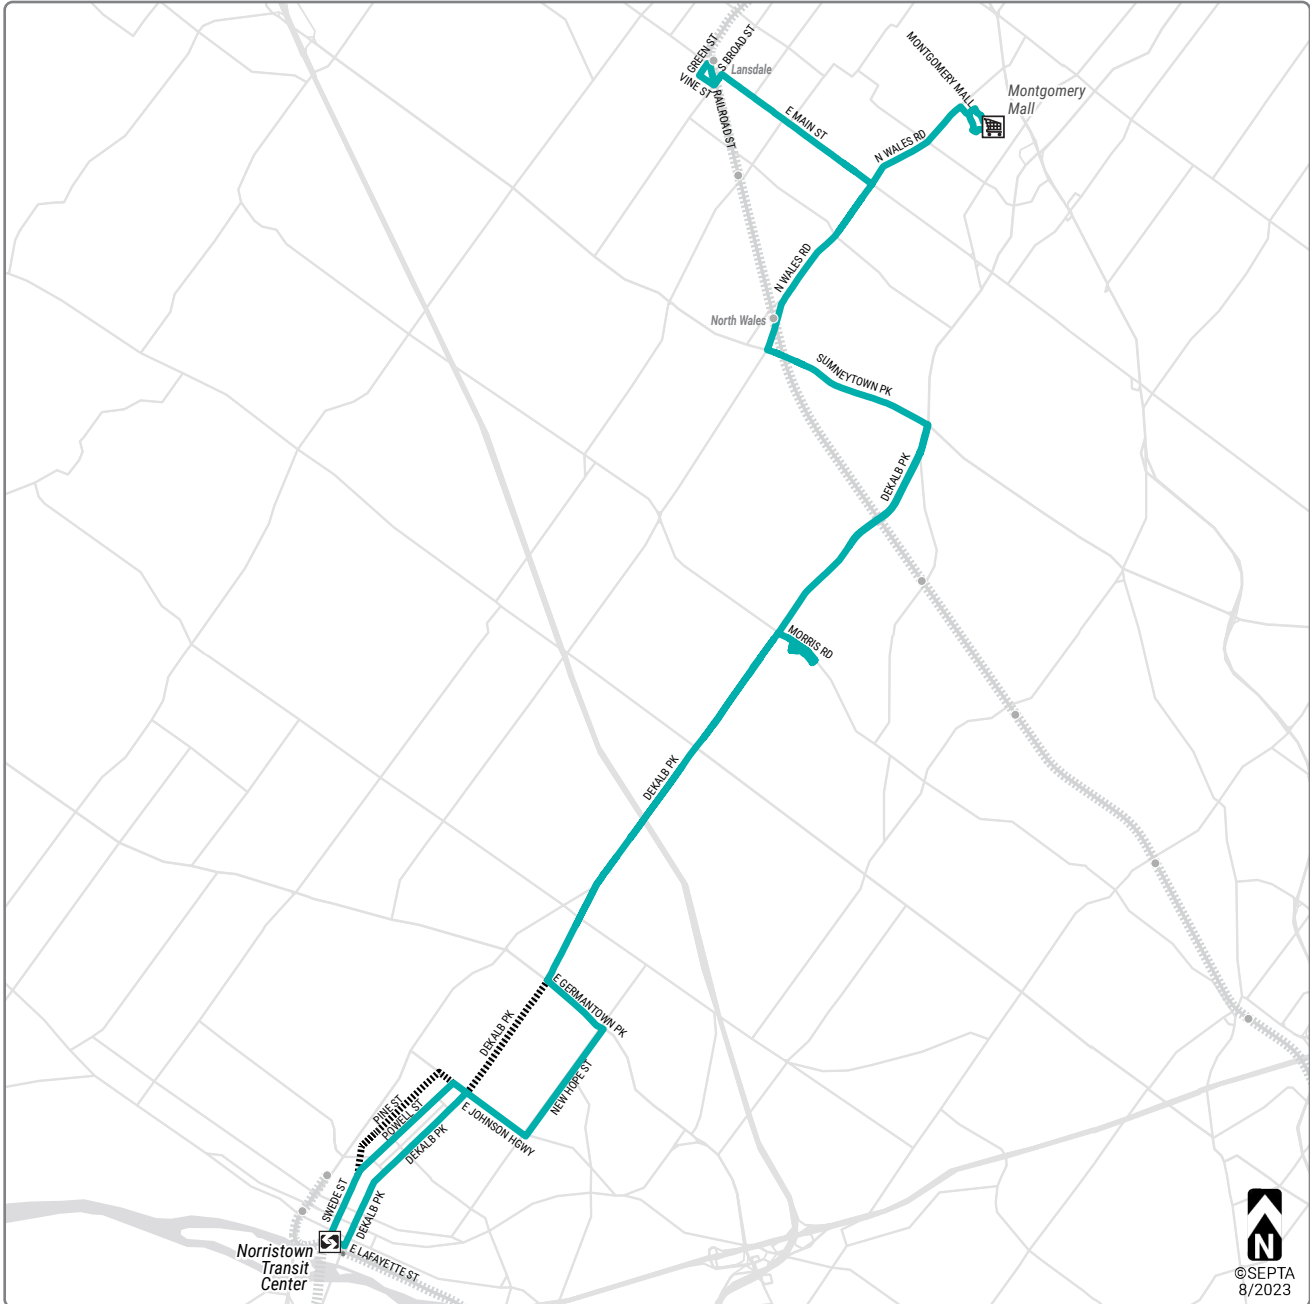 GREEN ST
S BROAD ST
VINE ST
Lansdale
RAILROAD ST
E MAIN ST
MONTGOMERY MALL
Montgomery
Mall
N WALES RD
N WALES RD
North Wales
SUMNEYTOWN PK
DEKALB PK
MORRIS RD
DEKALB PK
E GERMANTOWN PK
DEKALB PK
NEW HOPE ST
PINE ST
POWELL ST
E JOHNSON HGWY
DEKALB PK
SWEDE ST
DEKALB PK
E LAFAYETTE ST
Norristown
Transit
Center
N
©SEPTA
8/2023